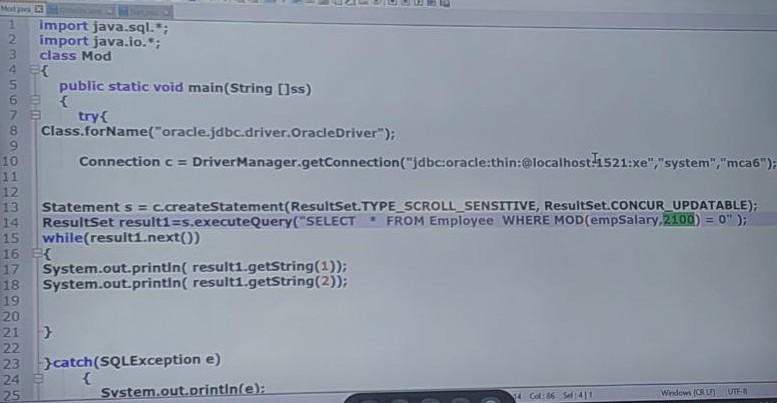 Mod.java
1 import java.sql.*;
2 import java.io.*;
3 class Mod
4 {
5 public static void main(String []ss)
6 {
7 try{
8 Class.forName("oracle.jdbc.driver.OracleDriver");
9
10 Connection c = DriverManager.getConnection("jdbc:oracle:thin:@localhost:1521:xe","system","mca6");
11
12
13 Statement s = c.createStatement(ResultSet.TYPE_SCROLL_SENSITIVE, ResultSet.CONCUR_UPDATABLE);
14 ResultSet result1=s.executeQuery("SELECT * FROM Employee WHERE MOD(empSalary,2100) = 0" );
15 while(result1.next())
16 {
17 System.out.println( result1.getString(1));
18 System.out.println( result1.getString(2));
19
20
21 }
22
23 }catch(SQLException e)
24 {
25 System.out.println(e);
14 Col:86 Sel:4|1 Windows (CR LF) UTF-8